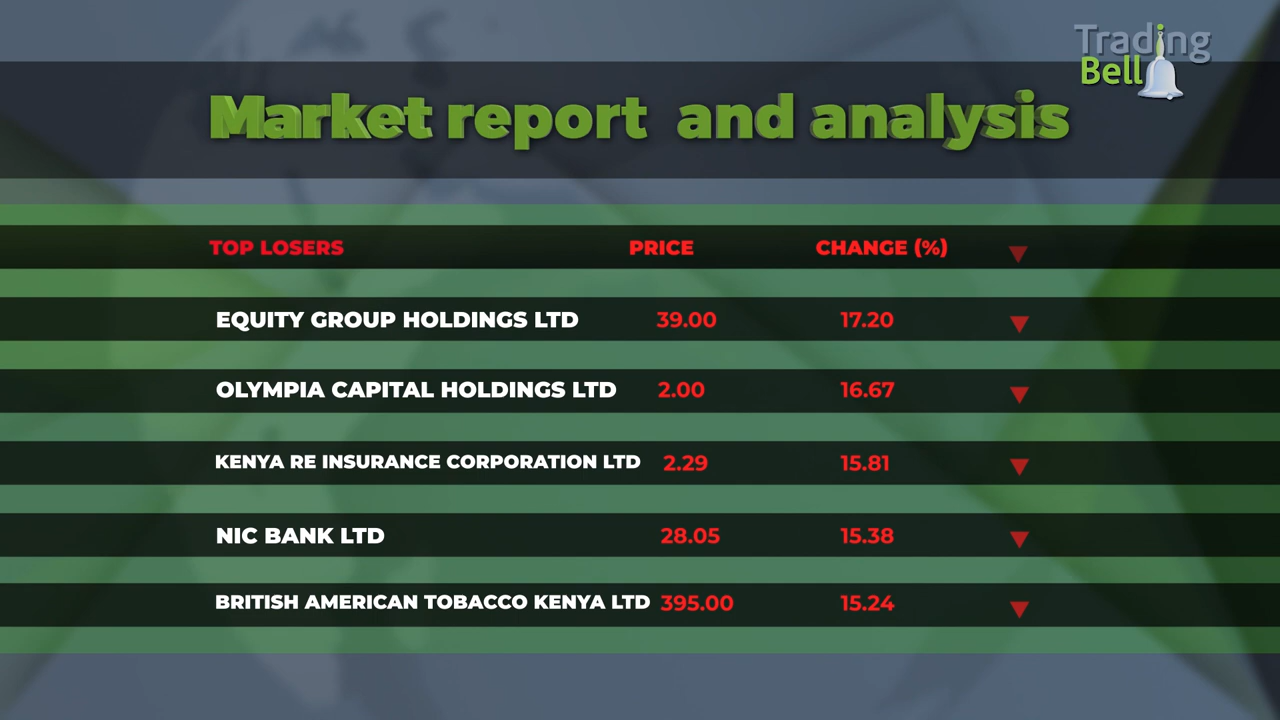 Trading
Bell
Market report and analysis
TOP LOSERS PRICE CHANGE (%)
EQUITY GROUP HOLDINGS LTD 39.00 17.20
OLYMPIA CAPITAL HOLDINGS LTD 2.00 16.67
KENYA RE INSURANCE CORPORATION LTD 2.29 15.81
NIC BANK LTD 28.05 15.38
BRITISH AMERICAN TOBACCO KENYA LTD 395.00 15.24